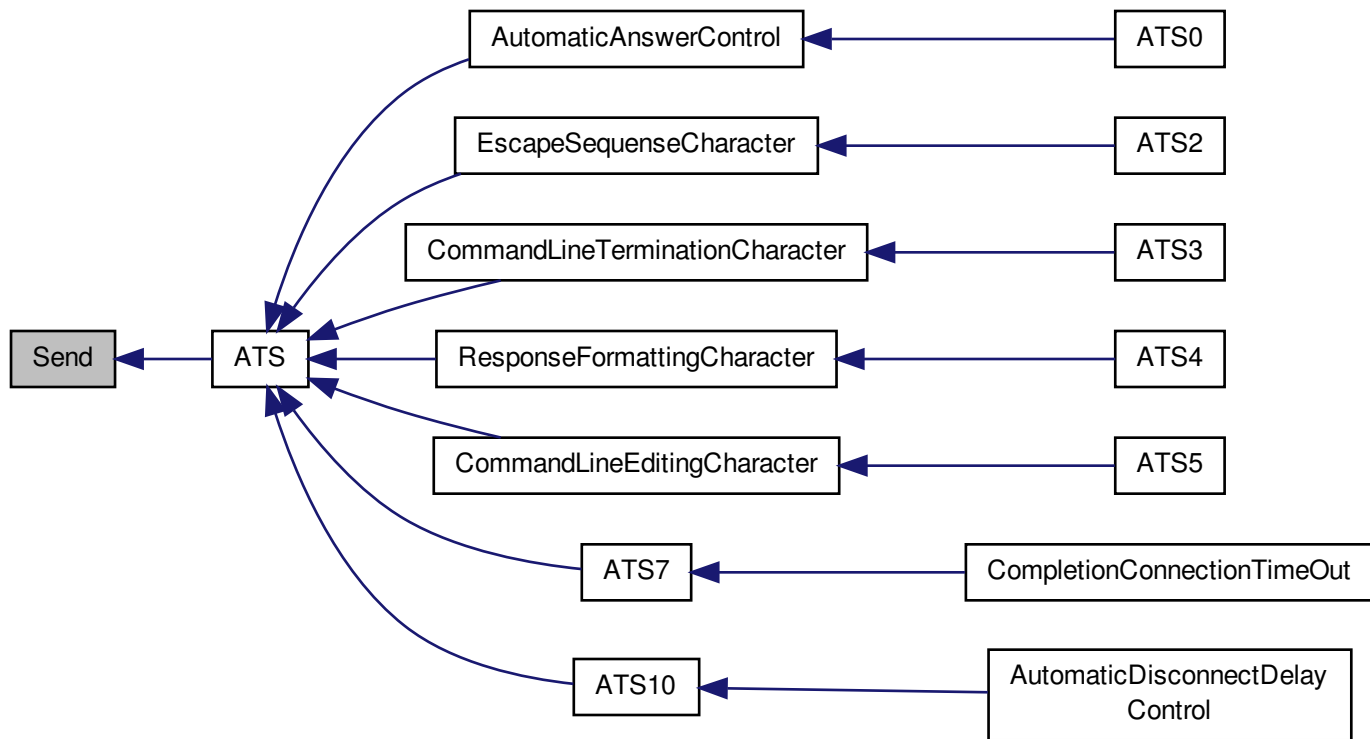 AutomaticAnswerControl
ATS0
EscapeSequenseCharacter
ATS2
CommandLineTerminationCharacter
ATS3
Send
ATS
ResponseFormattingCharacter
ATS4
CommandLineEditingCharacter
ATS5
ATS7
CompletionConnectionTimeOut
ATS10
AutomaticDisconnectDelay
Control